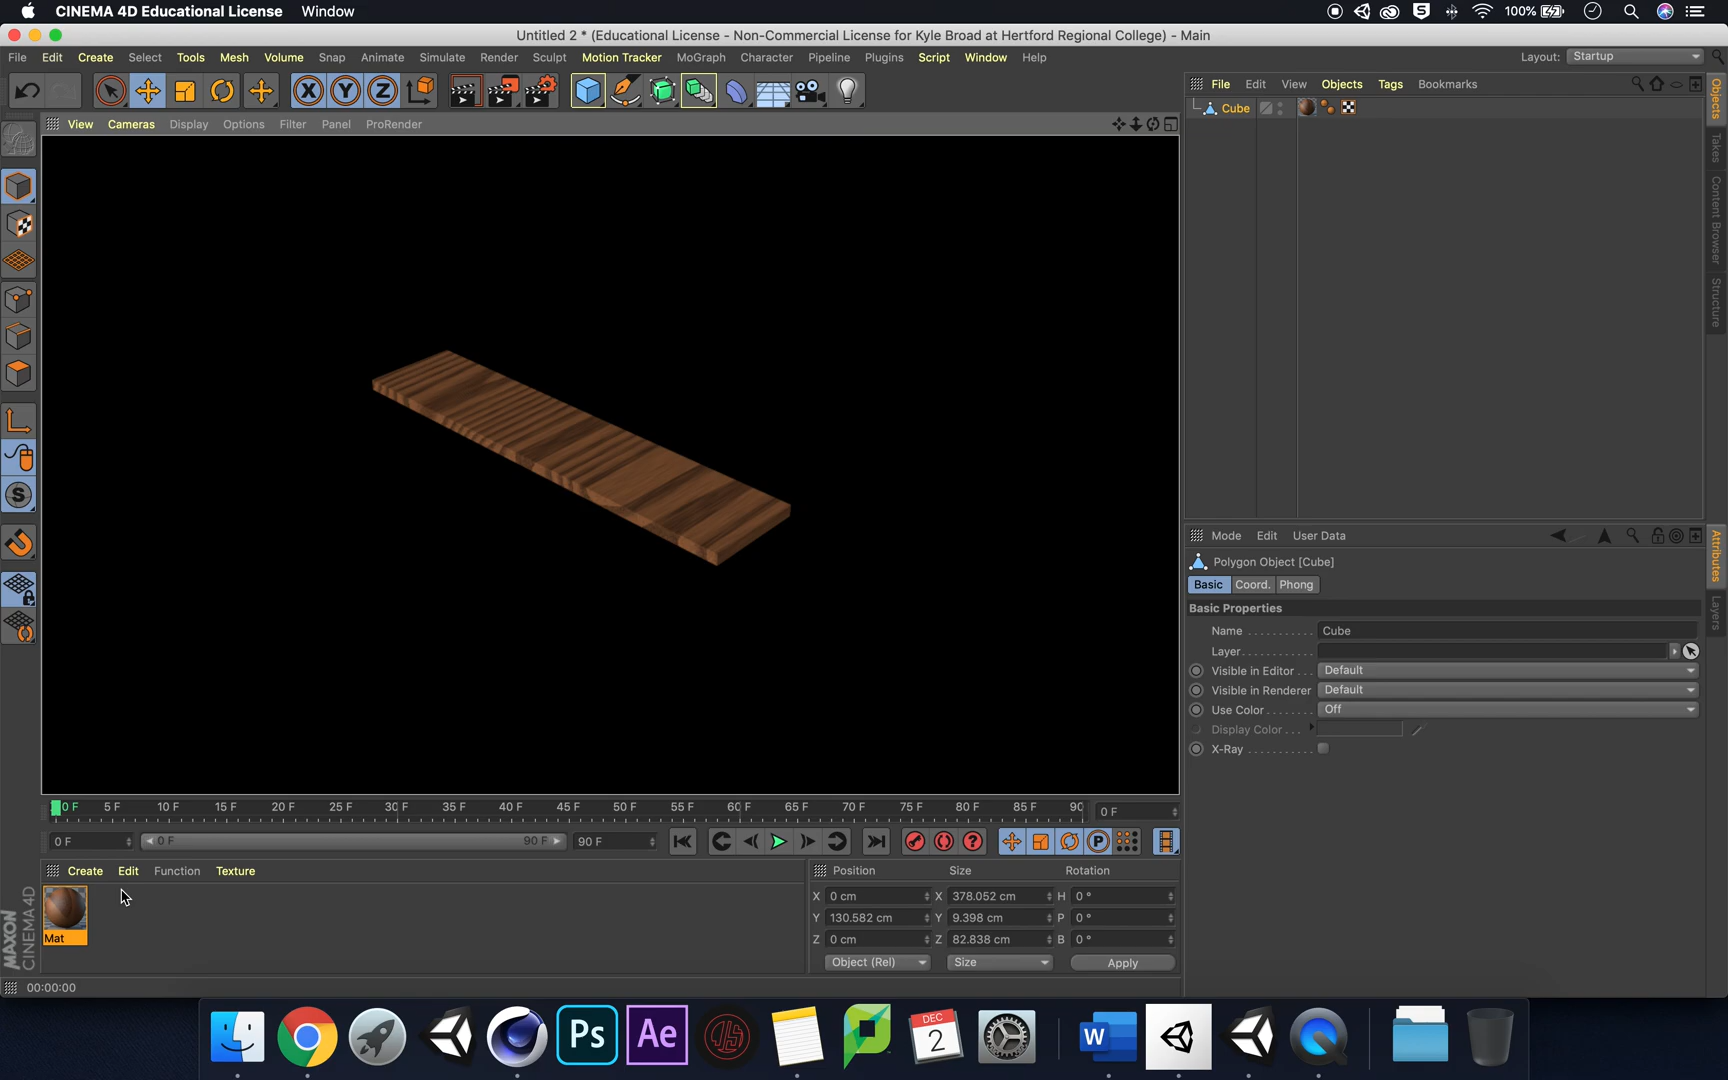 CINEMA 4D Educational License Window
100%
Untitled 2 * (Educational License - Non-Commercial License for Kyle Broad at Hertford Regional College) - Main
File Edit Create Select Tools Mesh Volume Snap Animate Simulate Render Sculpt Motion Tracker MoGraph Character Pipeline Plugins Script Window Help
Layout: Startup
X Y Z
File Edit View Objects Tags Bookmarks
Cube
View Cameras Display Options Filter Panel ProRender
Objects
Takes
Content Browser
Structure
Mode Edit User Data
Polygon Object [Cube]
Basic Coord. Phong
Basic Properties
Name Cube
Layer
Visible in Editor Default
Visible in Renderer Default
Use Color Off
Display Color
X-Ray
Attributes
Layers
0 F 5 F 10 F 15 F 20 F 25 F 30 F 35 F 40 F 45 F 50 F 55 F 60 F 65 F 70 F 75 F 80 F 85 F 90
0 F
0 F 0 F 90 F 90 F
Create Edit Function Texture
Mat
Position Size Rotation
X 0 cm X 378.052 cm H 0 °
Y 130.582 cm Y 9.398 cm P 0 °
Z 0 cm Z 82.838 cm B 0 °
Object (Rel) Size Apply
MAXON
CINEMA 4D
00:00:00
Ps
Ae
DEC
2
W